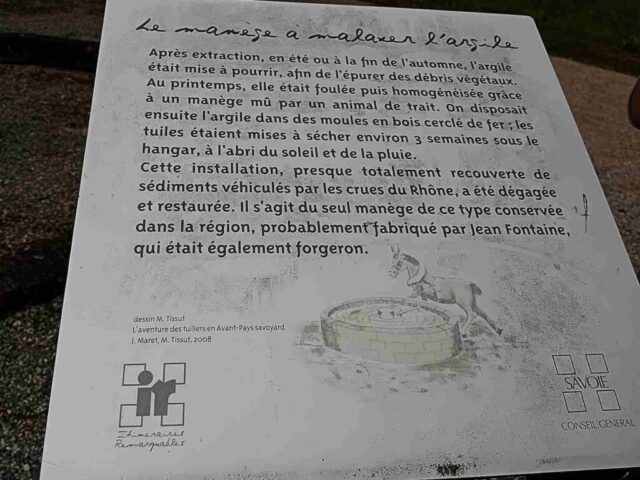 Le manège à malaxer l'argile
Après extraction, en été ou à la fin de l'automne, l'argile
était mise à pourrir, afin de l'épurer des débris végétaux.
Au printemps, elle était foulée puis homogénéisée grâce
à un manège mû par un animal de trait. On disposait
ensuite l'argile dans des moules en bois cerclé de fer ; les
tuiles étaient mises à sécher environ 3 semaines sous le
hangar, à l'abri du soleil et de la pluie.
Cette installation, presque totalement recouverte de
sédiments véhiculés par les crues du Rhône, a été dégagée
et restaurée. Il s'agit du seul manège de ce type conservée
dans la région, probablement fabriqué par Jean Fontaine,
qui était également forgeron.
dessin M. Tissut
L'aventure des tuiliers en Avant-Pays savoyard
J. Maret, M. Tissut, 2008
ir
Itinéraires
Remarquables
SAVOIE
CONSEIL GENERAL